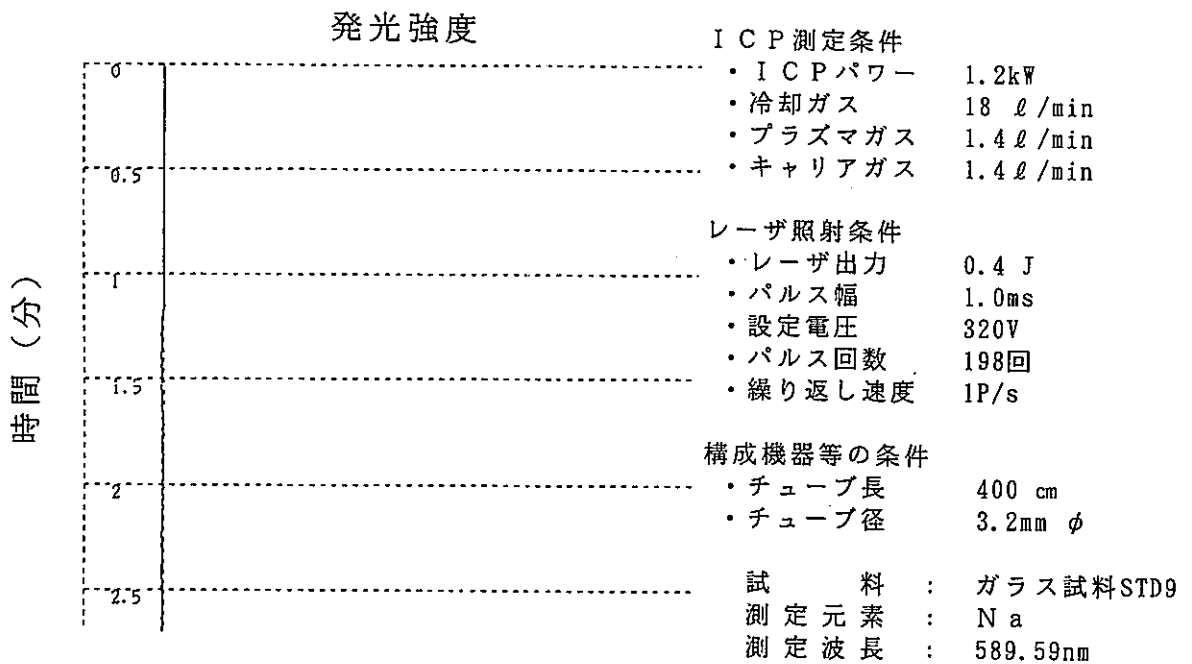 発光強度
0
0.5
1
1.5
2
2.5
時間(分)
ICP測定条件
・ICPパワー 1.2kW
・冷却ガス 18 ℓ/min
・プラズマガス 1.4ℓ/min
・キャリアガス 1.4ℓ/min
レーザ照射条件
・レーザ出力 0.4 J
・パルス幅 1.0ms
・設定電圧 320V
・パルス回数 198回
・繰り返し速度 1P/s
構成機器等の条件
・チューブ長 400 cm
・チューブ径 3.2mm φ
試料 : ガラス試料STD9
測定元素 : Na
測定波長 : 589.59nm